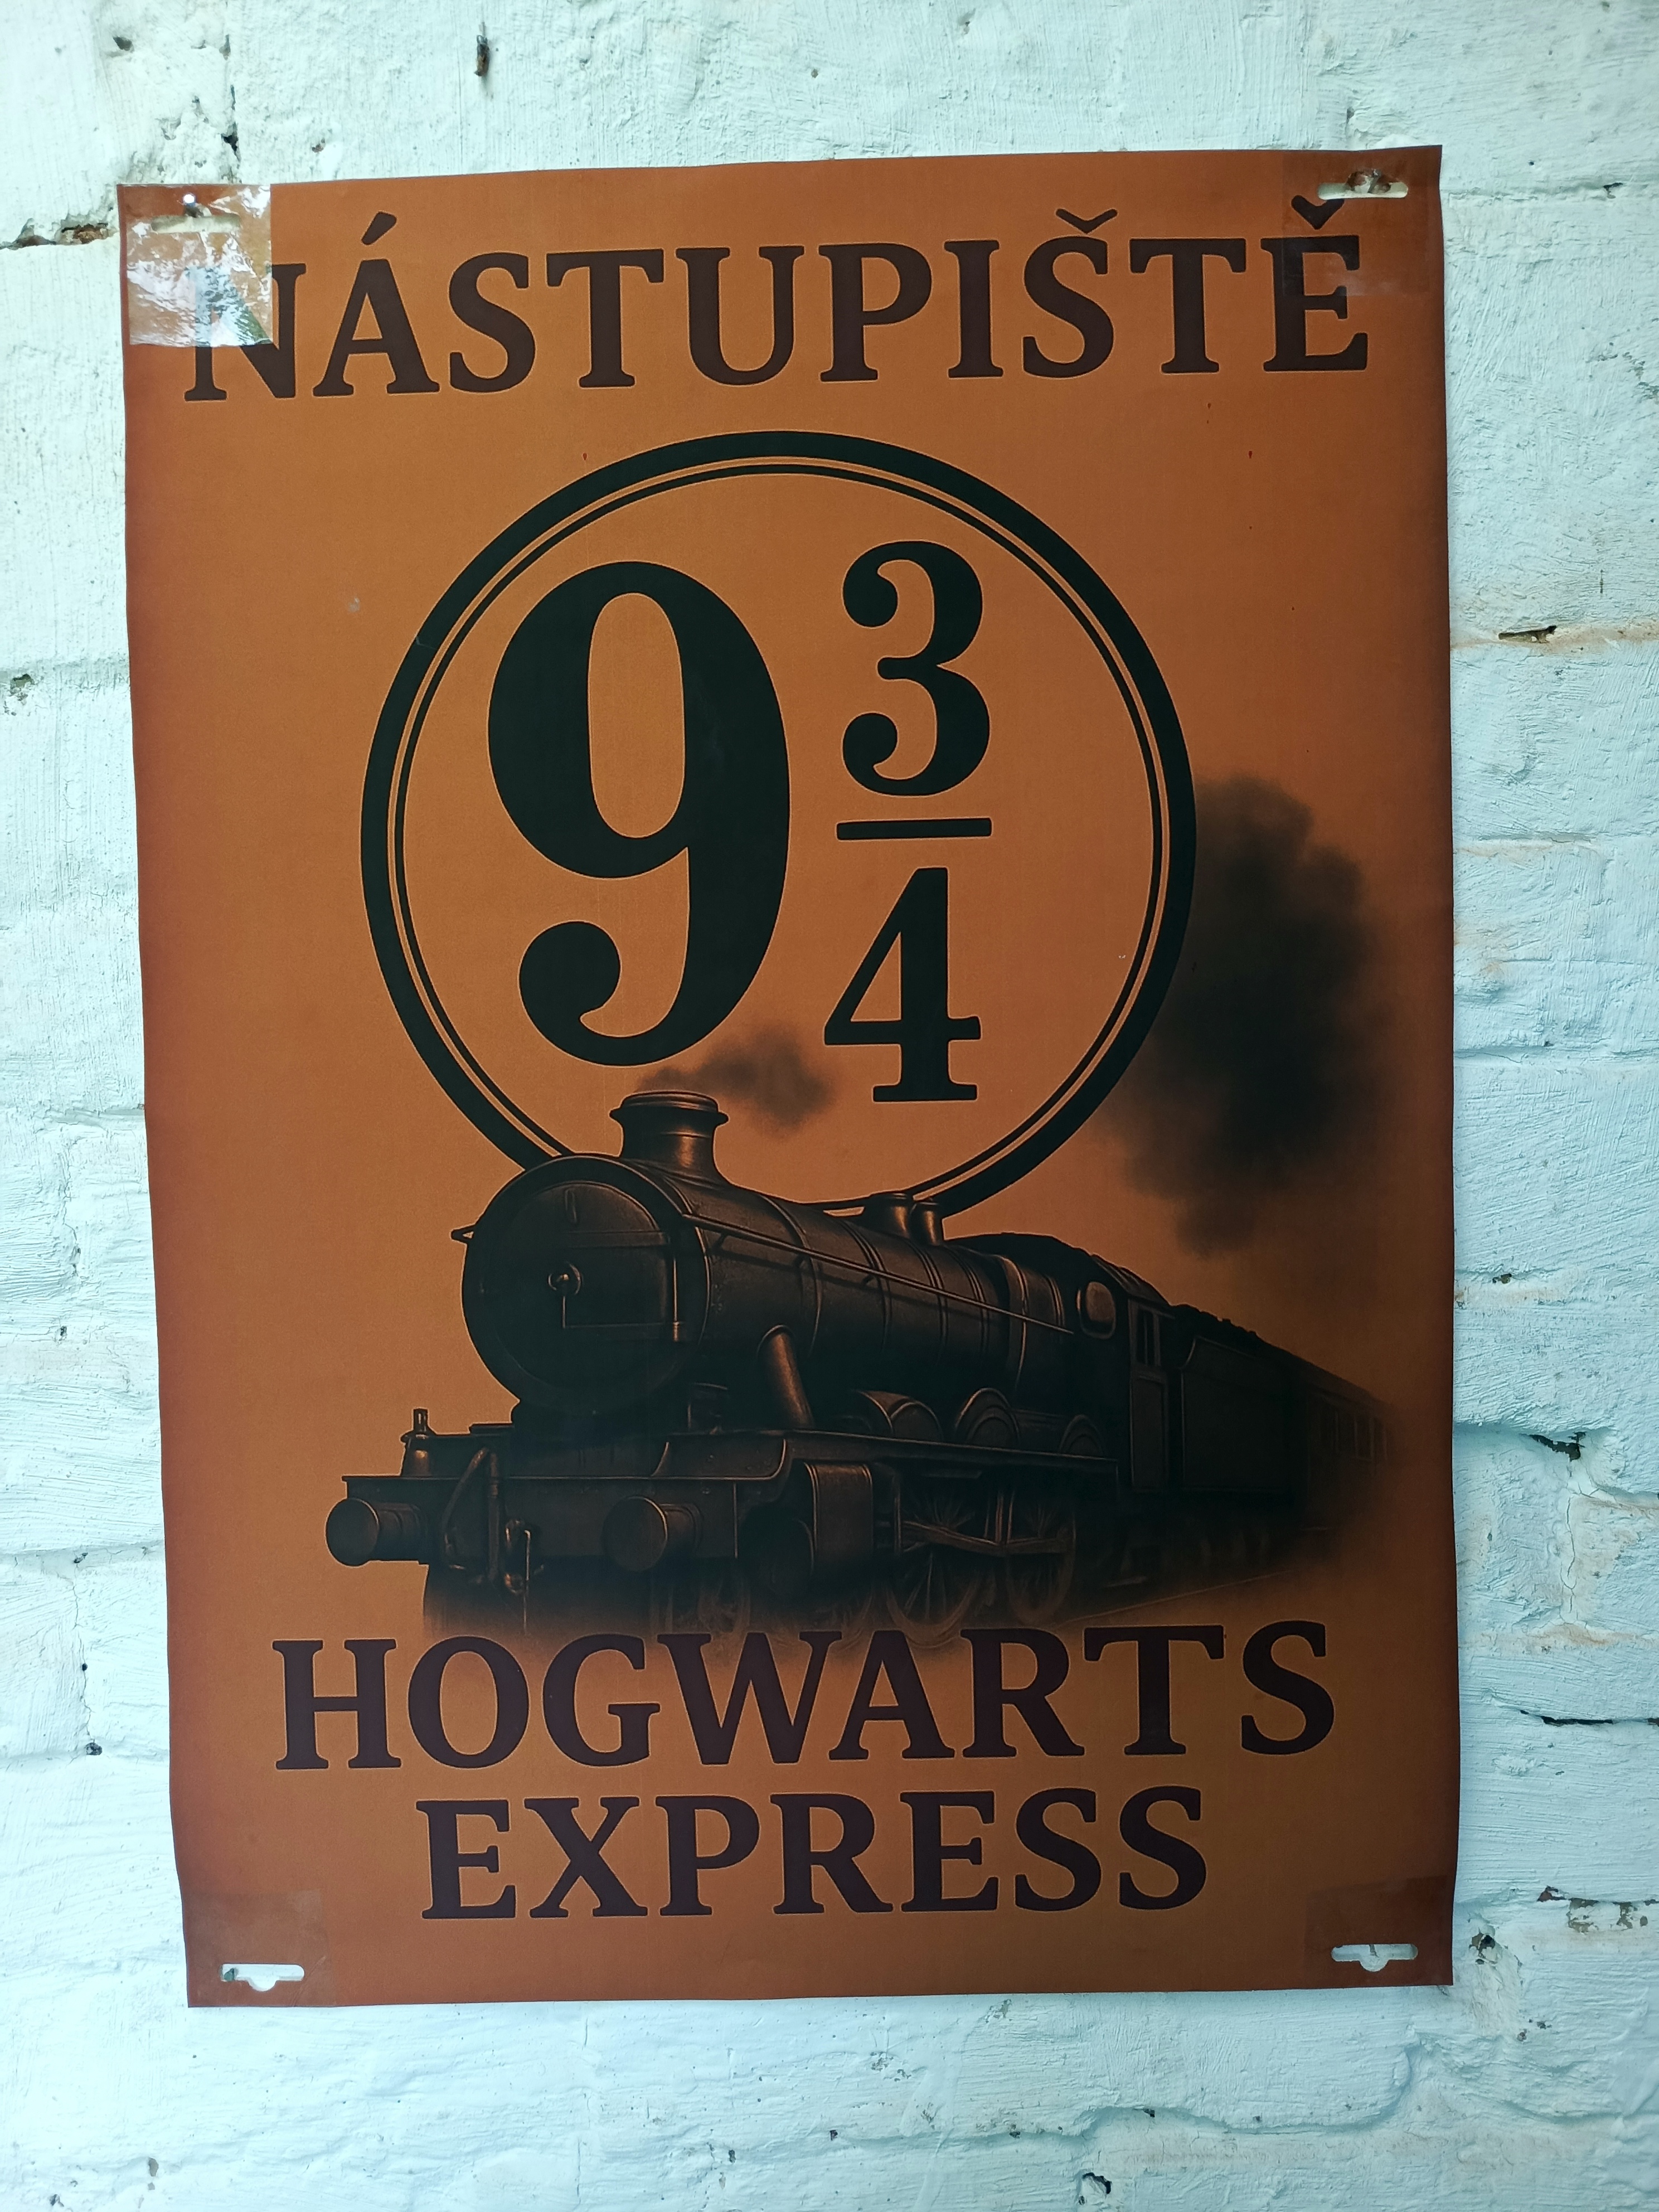 NÁSTUPIŠTĚ
9 3/4
HOGWARTS
EXPRESS